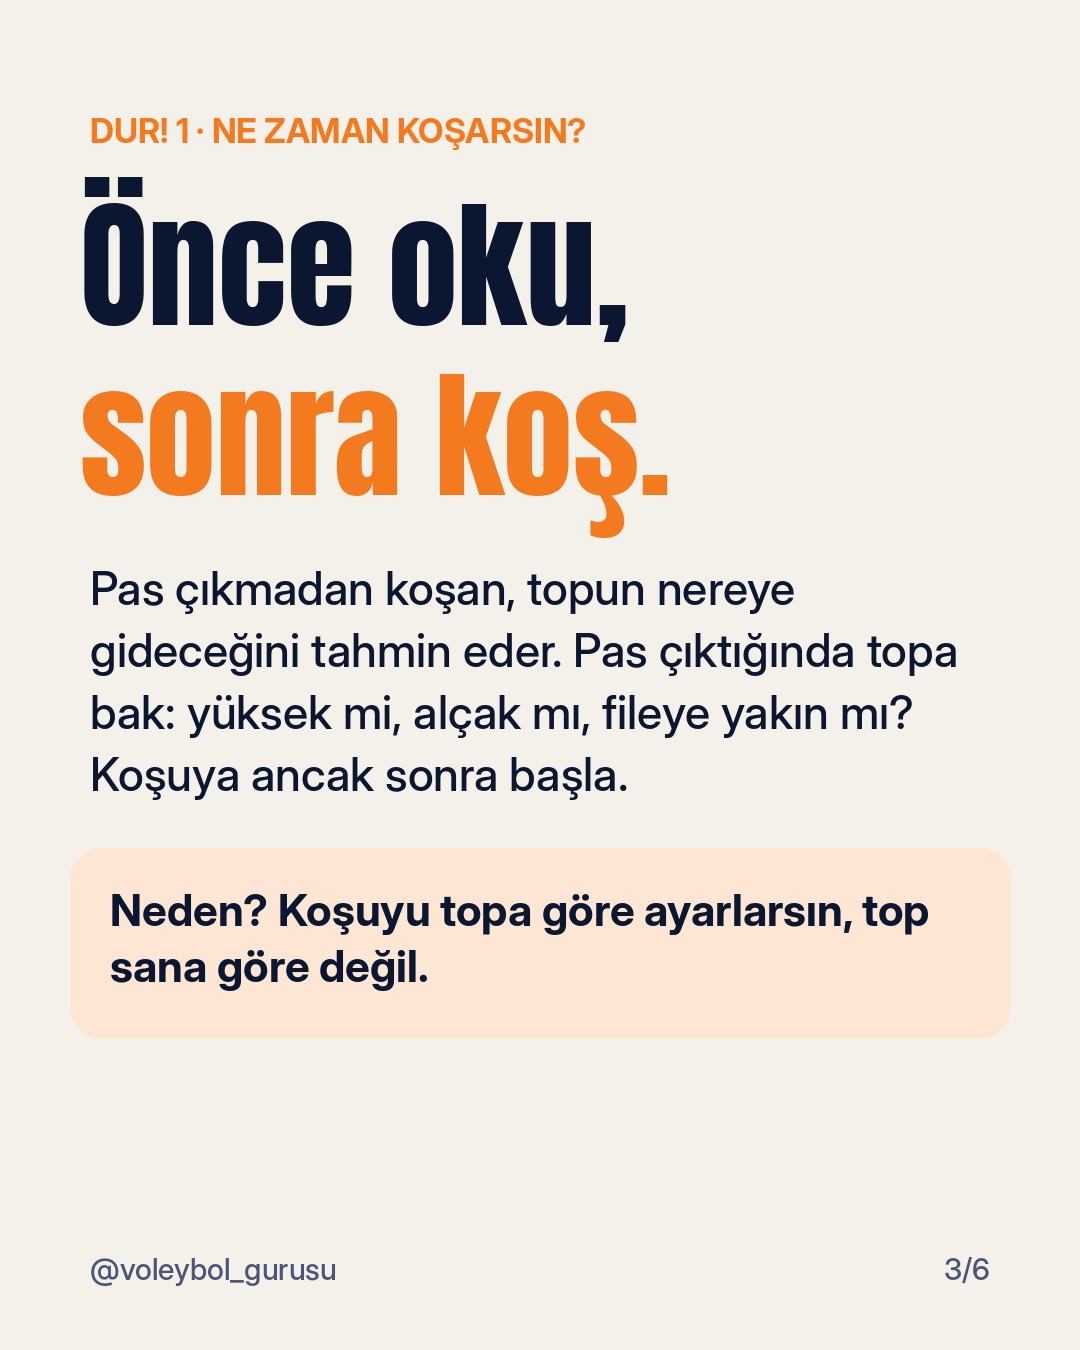 DUR! 1 · NE ZAMAN KOŞARSIN?
Önce oku,
sonra koş.
Pas çıkmadan koşan, topun nereye
gideceğini tahmin eder. Pas çıktığında topa
bak: yüksek mi, alçak mı, fileye yakın mı?
Koşuya ancak sonra başla.
Neden? Koşuyu topa göre ayarlarsın, top
sana göre değil.
@voleybol_gurusu
3/6